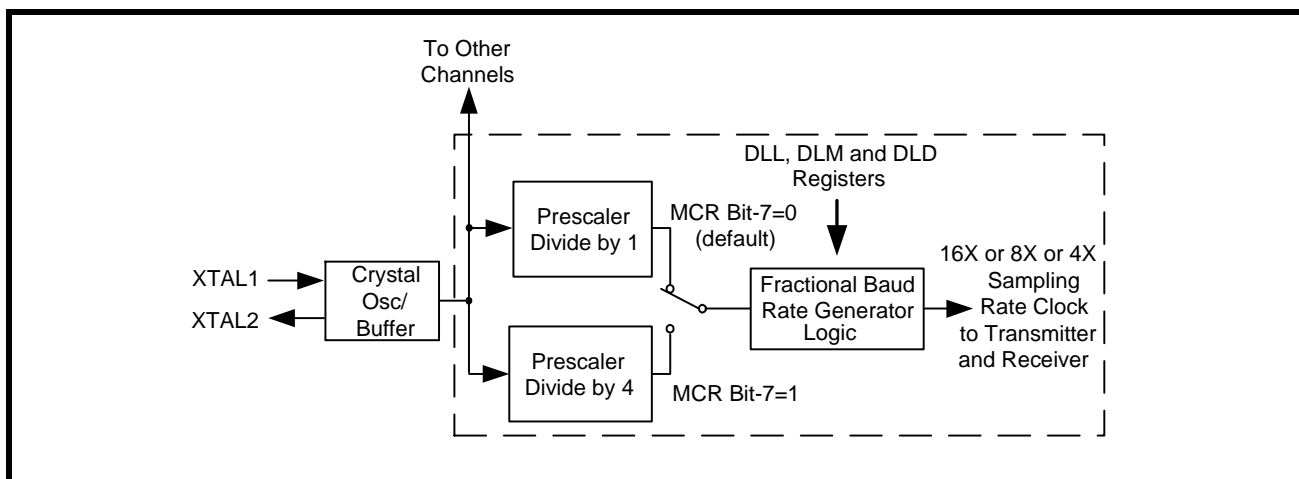 To Other
Channels
DLL, DLM and DLD
Registers
Prescaler
Divide by 1
MCR Bit-7=0
(default)
XTAL1
XTAL2
Crystal
Osc/
Buffer
Fractional Baud
Rate Generator
Logic
16X or 8X or 4X
Sampling
Rate Clock
to Transmitter
and Receiver
Prescaler
Divide by 4
MCR Bit-7=1